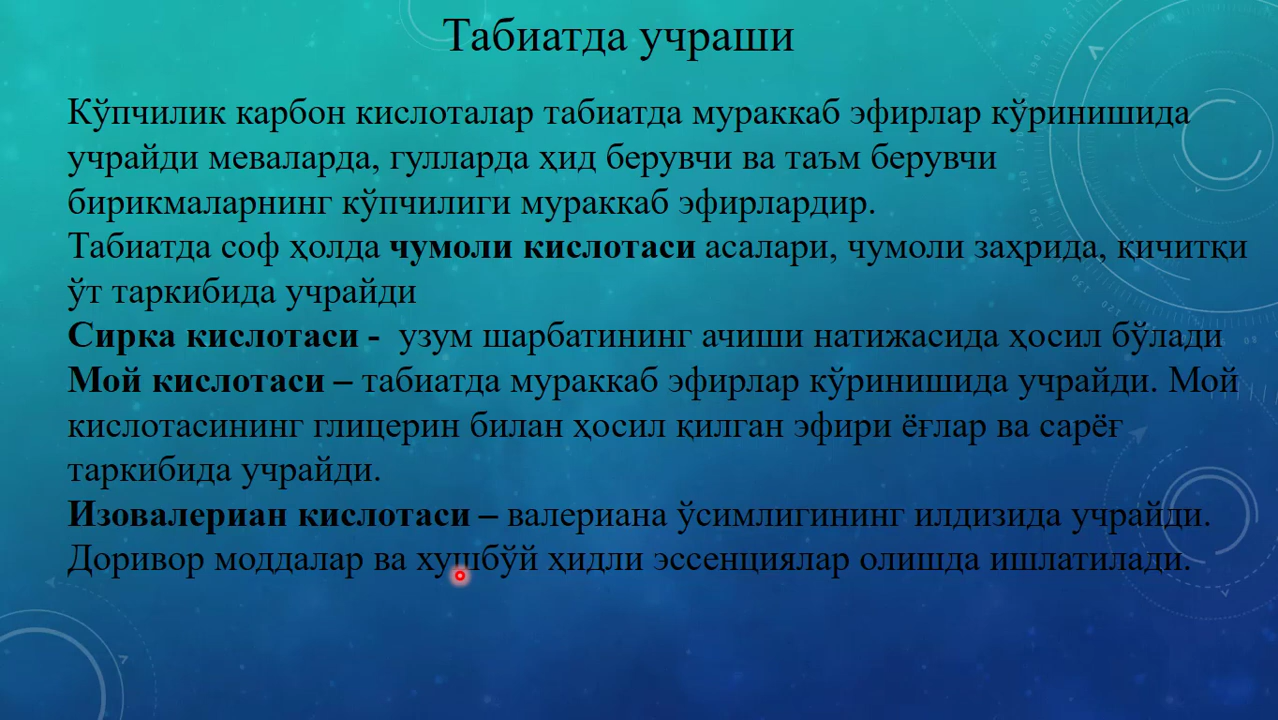 Табиатда учраши
Кўпчилик карбон кислоталар табиатда мураккаб эфирлар кўринишида
учрайди меваларда, гулларда ҳид берувчи ва таъм берувчи
бирикмаларнинг кўпчилиги мураккаб эфирлардир.
Табиатда соф ҳолда чумоли кислотаси асалари, чумоли заҳрида, қичитқи
ўт таркибида учрайди
Сирка кислотаси - узум шарбатининг ачиши натижасида ҳосил бўлади
Мой кислотаси – табиатда мураккаб эфирлар кўринишида учрайди. Мой
кислотасининг глицерин билан ҳосил қилган эфири ёғлар ва сарёғ
таркибида учрайди.
Изовалериан кислотаси – валериана ўсимлигининг илдизида учрайди.
Доривор моддалар ва хушбўй ҳидли эссенциялар олишда ишлатилади.